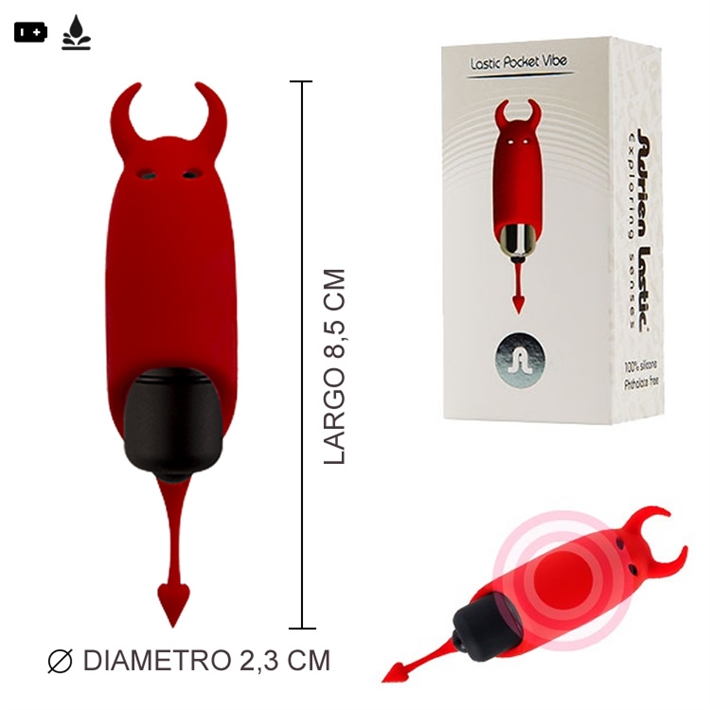 Lastic Pocket Vibe
Adrien Lastic
exploring senses
100% silicone
Phthalate free
LARGO 8,5 CM
Ø DIAMETRO 2,3 CM